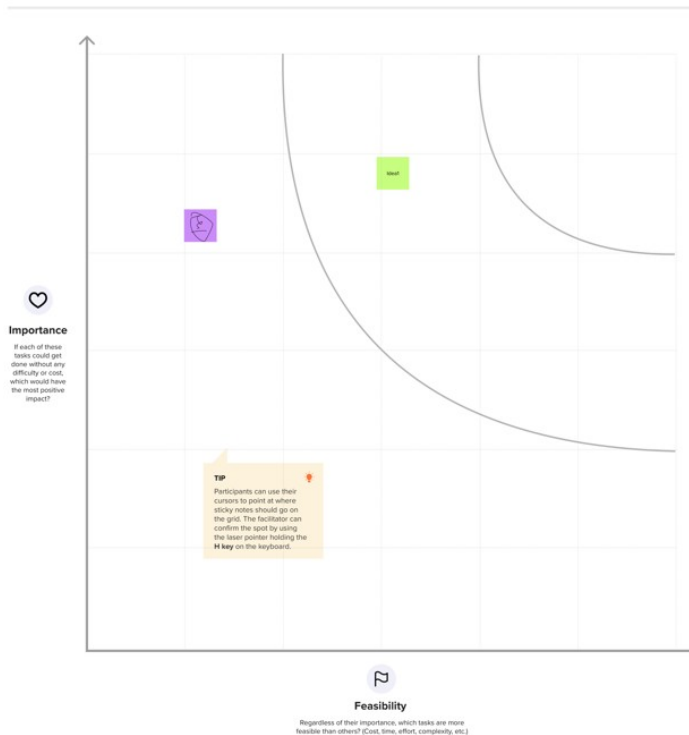 Idea!
Importance
If each of these
tasks could get
done without any
difficulty or cost,
which would have
the most positive
impact?
TIP
Participants can use their
cursors to point at where
sticky notes should go on
the grid. The facilitator can
confirm the spot by using
the laser pointer holding the
H key on the keyboard.
Feasibility
Regardless of their importance, which tasks are more
feasible than others? (Cost, time, effort, complexity, etc.)